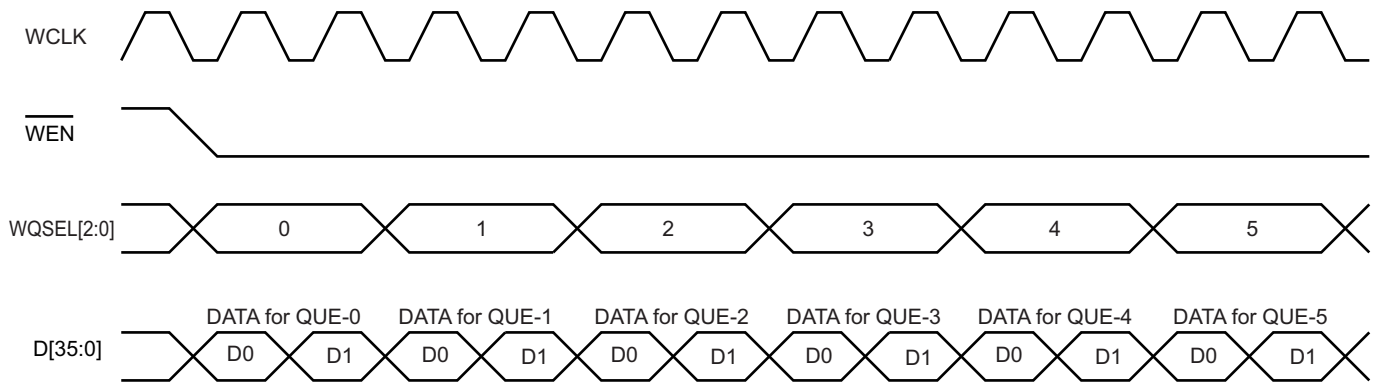 WCLK
WEN
WQSEL[2:0]
0 1 2 3 4 5
DATA for QUE-0 DATA for QUE-1 DATA for QUE-2 DATA for QUE-3 DATA for QUE-4 DATA for QUE-5
D[35:0]
D0 D1 D0 D1 D0 D1 D0 D1 D0 D1 D0 D1